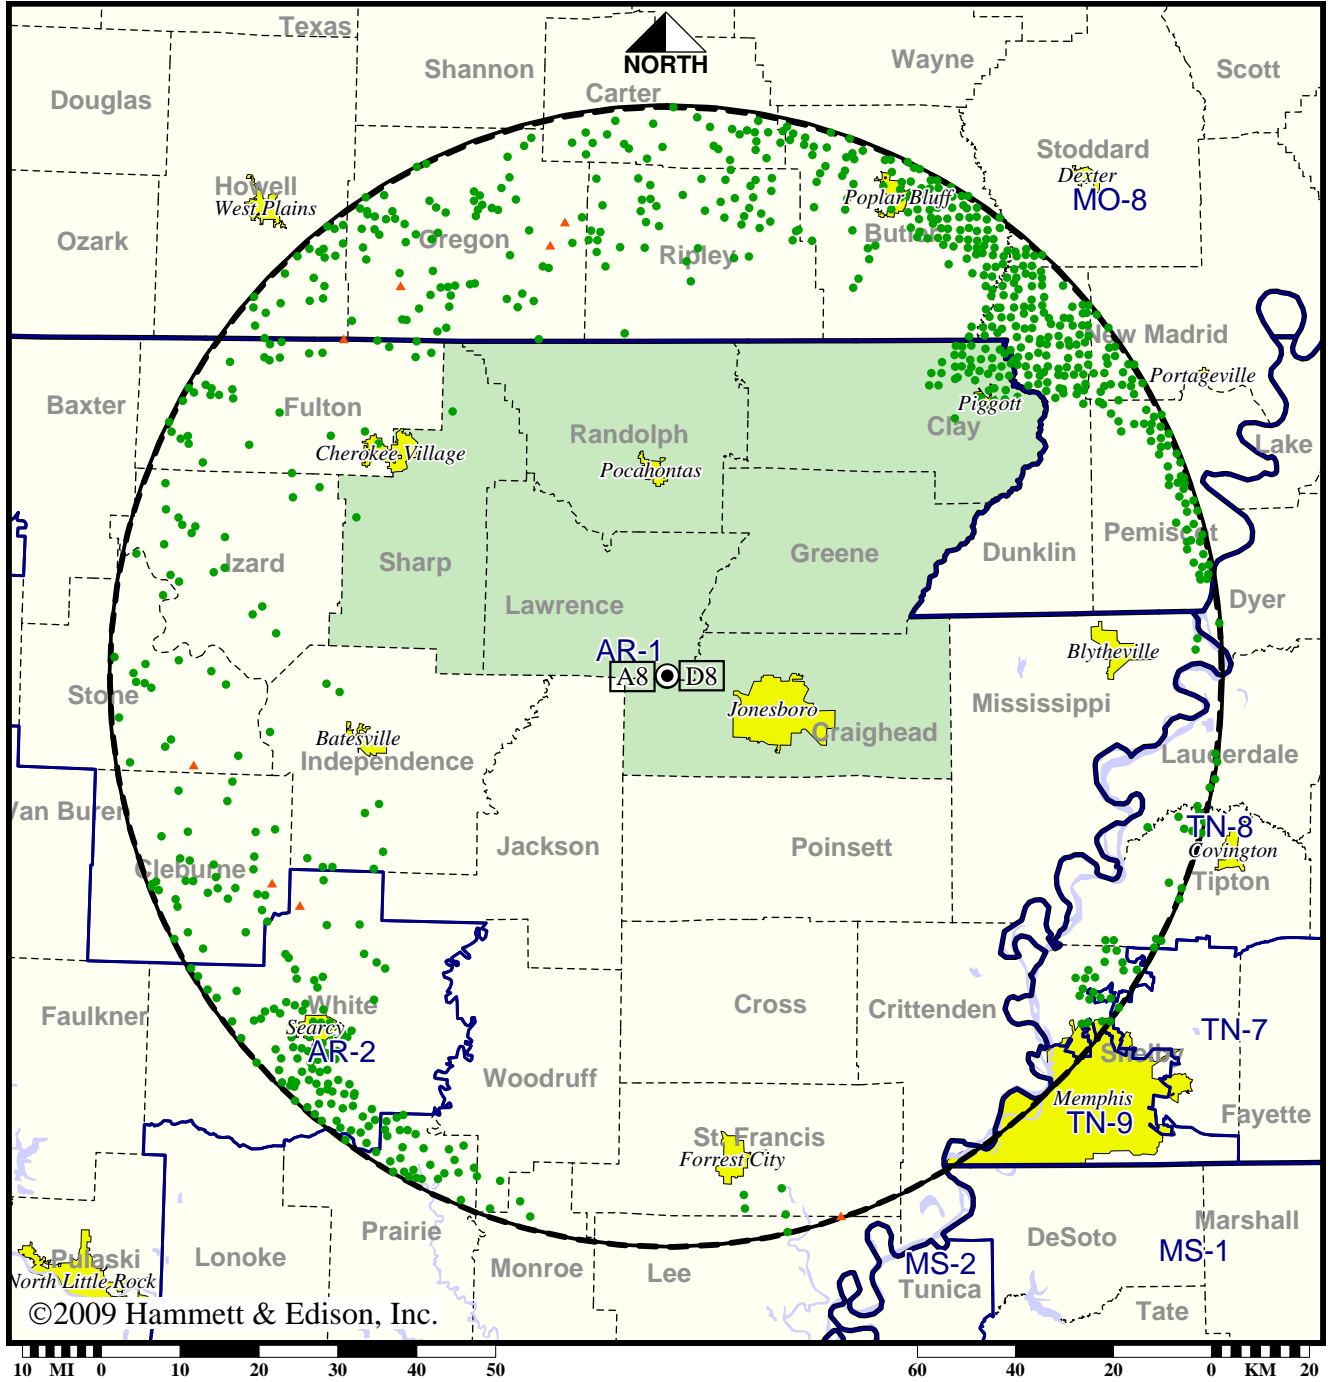 Texas
Shannon
Wayne
Scott
NORTH
Douglas
Carter
Stoddard
Dexter
MO-8
Howell
West Plains
Poplar Bluff
Ozark
Oregon
Ripley
Butler
New Madrid
Portageville
Baxter
Fulton
Piggott
Clay
Randolph
Lake
Cherokee Village
Pocahontas
Izard
Sharp
Greene
Dunklin
Pemiscot
Lawrence
Dyer
AR-1
Blytheville
A8
D8
Stone
Jonesboro
Mississippi
Batesville
Craighead
Independence
Lauderdale
Van Buren
TN-8
Jackson
Poinsett
Covington
Cleburne
Tipton
White
Cross
Crittenden
Faulkner
Searcy
TN-7
AR-2
Shelby
Woodruff
Memphis
Fayette
TN-9
St. Francis
Forrest City
Prairie
Marshall
Pulaski
Lonoke
DeSoto
MS-1
North Little Rock
Monroe
Lee
MS-2
Tunica
©2009 Hammett & Edison, Inc.
Tate
10 MI 0 10 20 30 40 50
60 40 20 0 KM 20